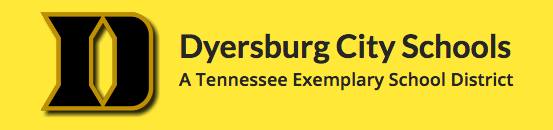 D
Dyersburg City Schools
A Tennessee Exemplary School District